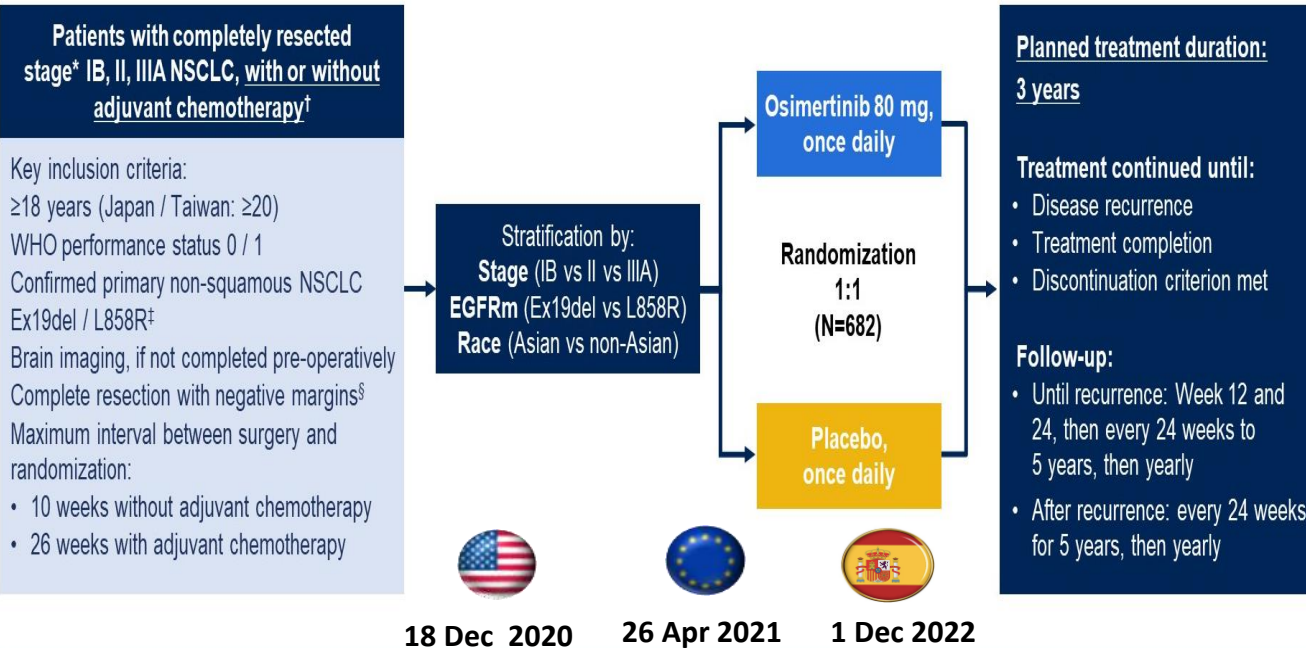 Patients with completely resected
stage* IB, II, IIIA NSCLC, with or without
adjuvant chemotherapy†
Key inclusion criteria:
≥18 years (Japan / Taiwan: ≥20)
WHO performance status 0 / 1
Confirmed primary non-squamous NSCLC
Ex19del / L858R‡
Brain imaging, if not completed pre-operatively
Complete resection with negative margins§
Maximum interval between surgery and
randomization:
• 10 weeks without adjuvant chemotherapy
• 26 weeks with adjuvant chemotherapy
Stratification by:
Stage (IB vs II vs IIIA)
EGFRm (Ex19del vs L858R)
Race (Asian vs non-Asian)
Osimertinib 80 mg,
once daily
Randomization
1:1
(N=682)
Placebo,
once daily
Planned treatment duration:
3 years
Treatment continued until:
• Disease recurrence
• Treatment completion
• Discontinuation criterion met
Follow-up:
• Until recurrence: Week 12 and
24, then every 24 weeks to
5 years, then yearly
• After recurrence: every 24 weeks
for 5 years, then yearly
18 Dec 2020
26 Apr 2021
1 Dec 2022